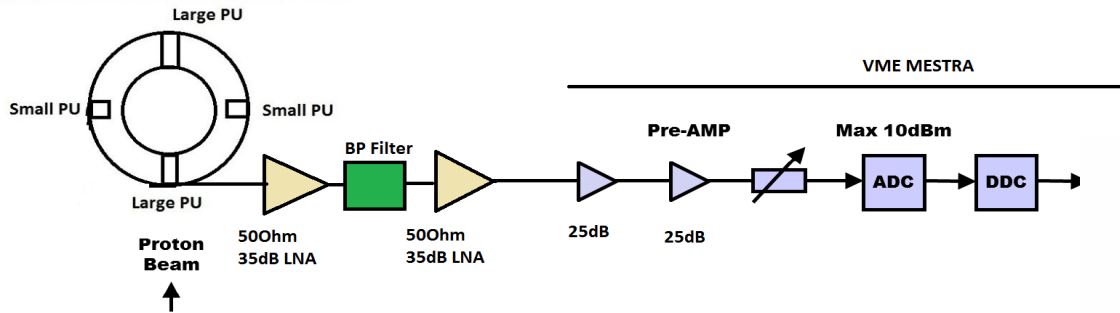 Large PU
VME MESTRA
Small PU
Small PU
Pre-AMP
Max 10dBm
BP Filter
ADC
DDC
Large PU
50Ohm
35dB LNA
50Ohm
35dB LNA
25dB
25dB
Proton
Beam